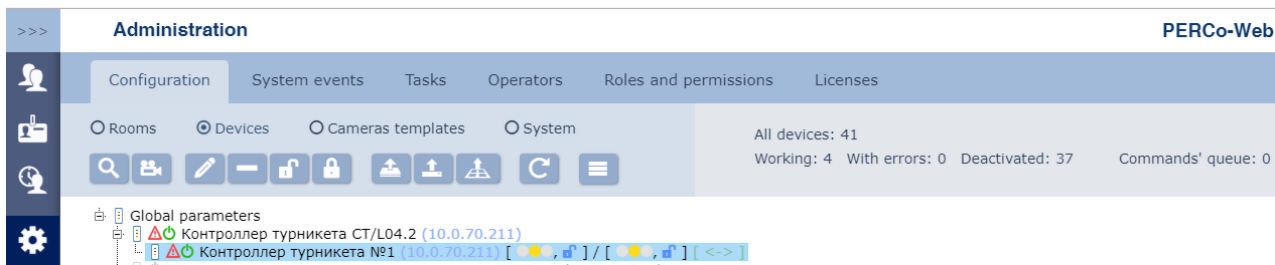 >>> Administration PERCo-Web
Configuration System events Tasks Operators Roles and permissions Licenses
Rooms Devices Cameras templates System
All devices: 41
Working: 4 With errors: 0 Deactivated: 37 Commands' queue: 0
Global parameters
Контроллер турникета CT/L04.2 (10.0.70.211)
Контроллер турникета №1 (10.0.70.211) [ , ] / [ , ] [ <-> ]